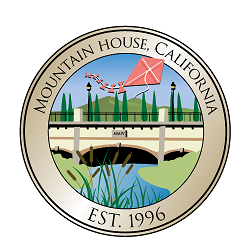 MOUNTAIN HOUSE, CALIFORNIA
EST. 1996